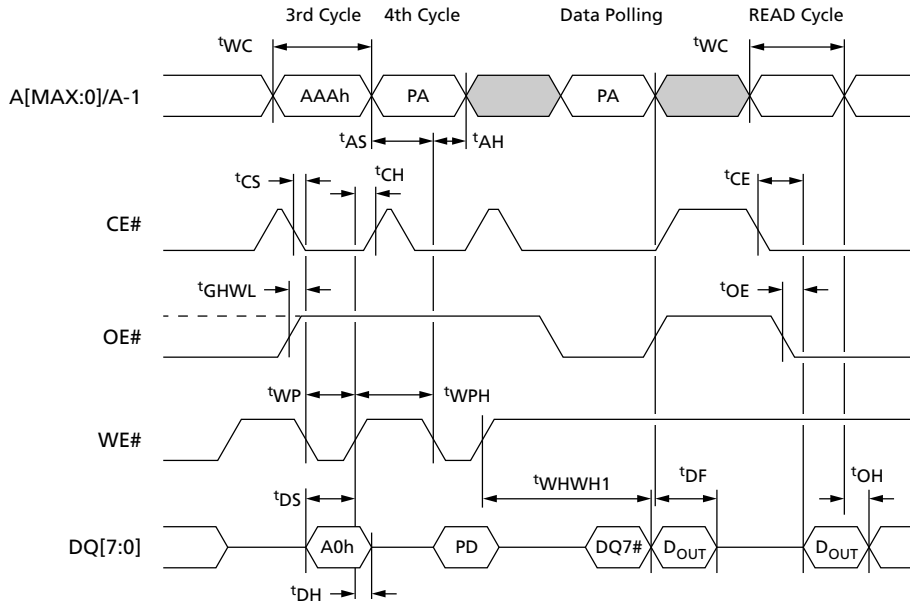 3rd Cycle 4th Cycle Data Polling READ Cycle
tWC tWC
A[MAX:0]/A-1 AAAh PA PA
tAS tAH
tCS tCH tCE
CE#
tGHWL tOE
OE#
tWP tWPH
WE#
tDS tWHWH1 tDF tOH
DQ[7:0] A0h PD DQ7# DOUT DOUT
tDH